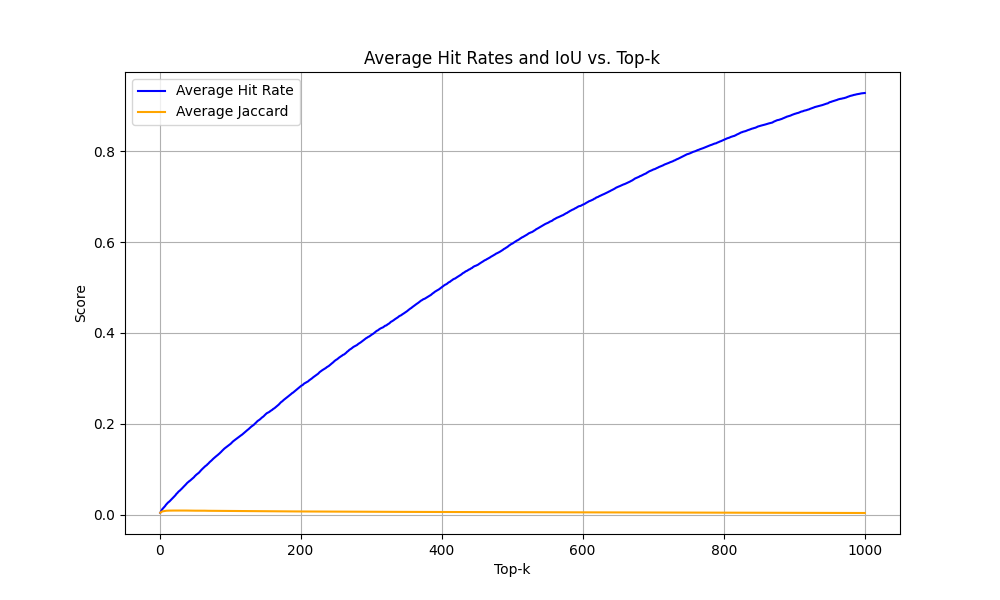 Average Hit Rates and IoU vs. Top-k
Average Hit Rate
Average Jaccard
Score
0.8
0.6
0.4
0.2
0.0
0 200 400 600 800 1000
Top-k